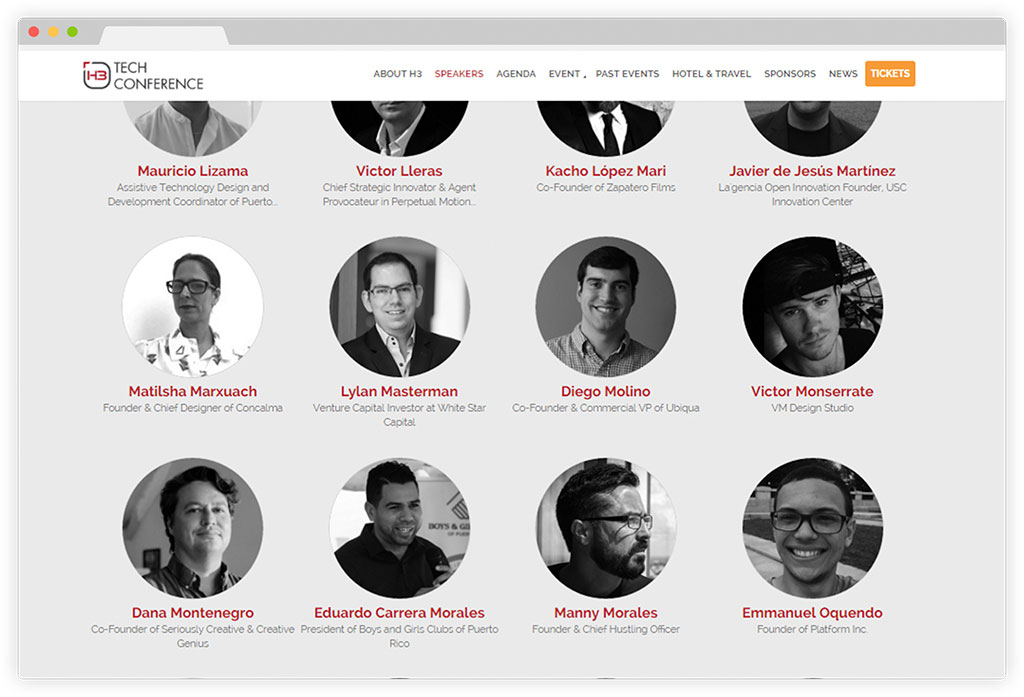 H3 TECH
CONFERENCE
ABOUT H3 SPEAKERS AGENDA EVENT PAST EVENTS HOTEL & TRAVEL SPONSORS NEWS TICKETS
Mauricio Lizama
Assistive Technology Design and
Development Coordinator of Puerto...
Victor Lleras
Chief Strategic Innovator & Agent
Provocateur in Perpetual Motion...
Kacho López Mari
Co-Founder of Zapatero Films
Javier de Jesús Martínez
La'gencia Open Innovation Founder, USC
Innovation Center
Matilsha Marxuach
Founder & Chief Designer of Concalma
Lylan Masterman
Venture Capital Investor at White Star
Capital
Diego Molino
Co-Founder & Commercial VP of Ubiqua
Victor Monserrate
VM Design Studio
BOYS & GI
OF PUER
Dana Montenegro
Co-Founder of Seriously Creative & Creative
Genius
Eduardo Carrera Morales
President of Boys and Girls Clubs of Puerto
Rico
Manny Morales
Founder & Chief Hustling Officer
Emmanuel Oquendo
Founder of Platform Inc.